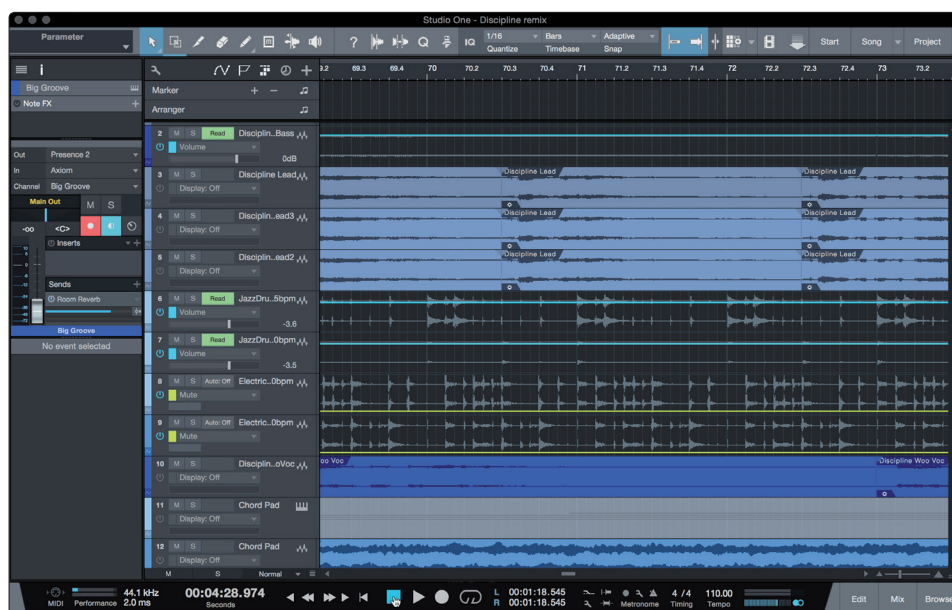 Studio One - Discipline remix
Parameter
? Q IQ 1/16 Bars Adaptive Start Song Project
Quantize Timebase Snap
i
9.2 69.3 69.4 70 70.2 70.3 70.4 71 71.2 71.3 71.4 72 72.2 72.3 72.4 73 73.2
Big Groove
Marker
Note FX
Arranger
2 M S Read Disciplin..Bass
Volume
0dB
Out Presence 2
In Axiom
Channel Big Groove
3 M S Discipline Lead
Display: Off
Discipline Lead Discipline Lead
Main Out M S
-oo <C>
4 M S Disciplin..ead3
Display: Off
Discipline Lead Discipline Lead
Inserts
5 M S Disciplin..ead2
Display: Off
Discipline Lead Discipline Lead
Sends
Room Reverb
6 M S Read JazzDru..5bpm
Volume
-3.6
Big Groove
No event selected
7 M S Read JazzDru..0bpm
Volume
-3.5
8 M S Auto: Off Electric..0bpm
Mute
9 M S Auto: Off Electric..0bpm
Mute
10 M S Disciplin..oVoc
Display: Off
oo Voc Discipline Woo Voc
11 M S Chord Pad
Display: Off
12 M S Chord Pad
Display: Off
M S Normal
MIDI Performance 44.1 kHz 2.0 ms
00:04:28.974
Seconds
L 00:01:18.545
R 00:01:18.545
Metronome
4 / 4
Timing
110.00
Tempo
Edit Mix Brows